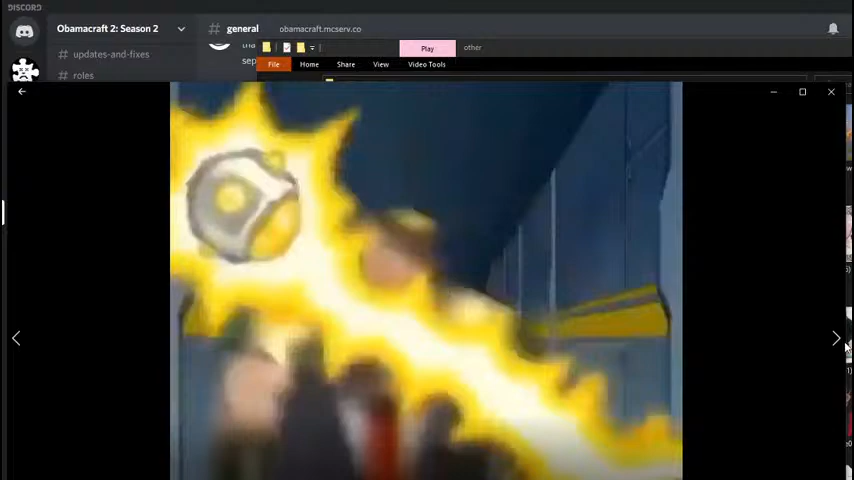 DISCORD
Obamacraft 2: Season 2
# general
obamacraft.mcserv.co
# updates-and-fixes
# roles
Play
other
File
Home
Share
View
Video Tools